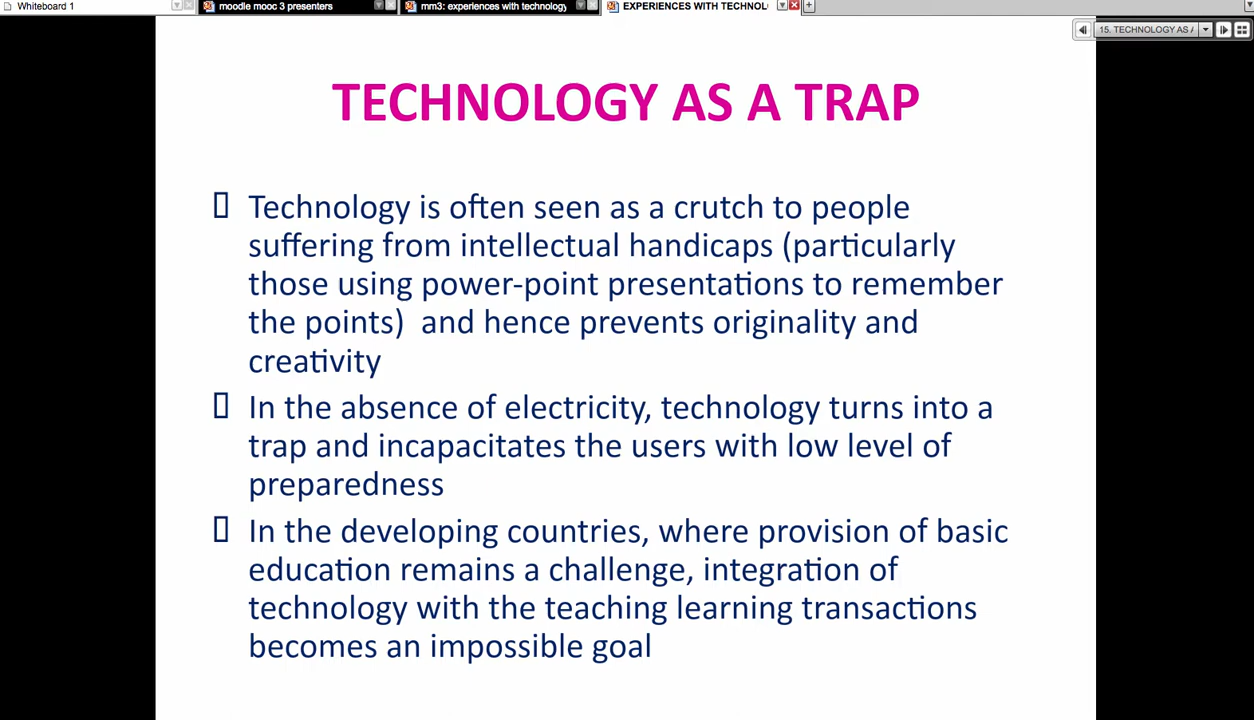 Whiteboard 1
moodle mooc 3 presenters
mm3: experiences with technology
EXPERIENCES WITH TECHNOL
15. TECHNOLOGY AS A
TECHNOLOGY AS A TRAP
Technology is often seen as a crutch to people
suffering from intellectual handicaps (particularly
those using power-point presentations to remember
the points)  and hence prevents originality and
creativity
In the absence of electricity, technology turns into a
trap and incapacitates the users with low level of
preparedness
In the developing countries, where provision of basic
education remains a challenge, integration of
technology with the teaching learning transactions
becomes an impossible goal